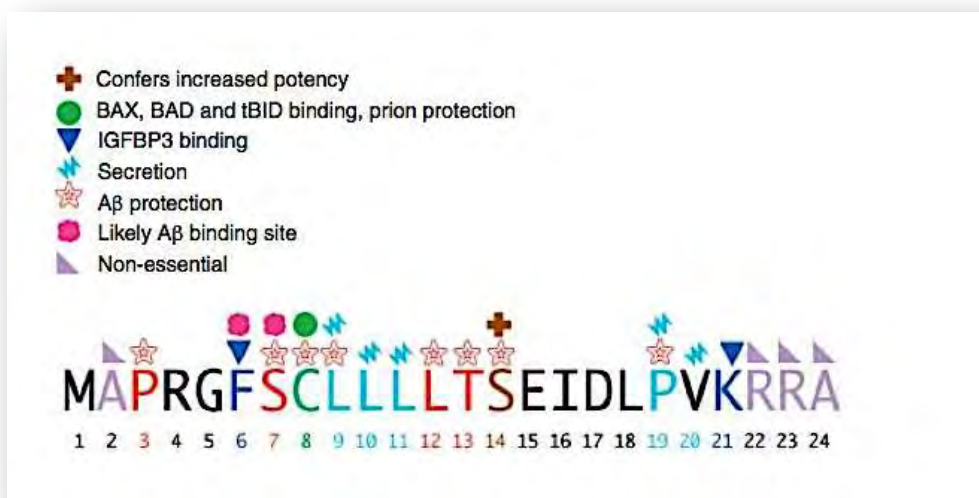 Confers increased potency
BAX, BAD and tBID binding, prion protection
IGFBP3 binding
Secretion
Aβ protection
Likely Aβ binding site
Non-essential
MAPRGFSCLLLLTSEIDLPVKRRA
1 2 3 4 5 6 7 8 9 10 11 12 13 14 15 16 17 18 19 20 21 22 23 24